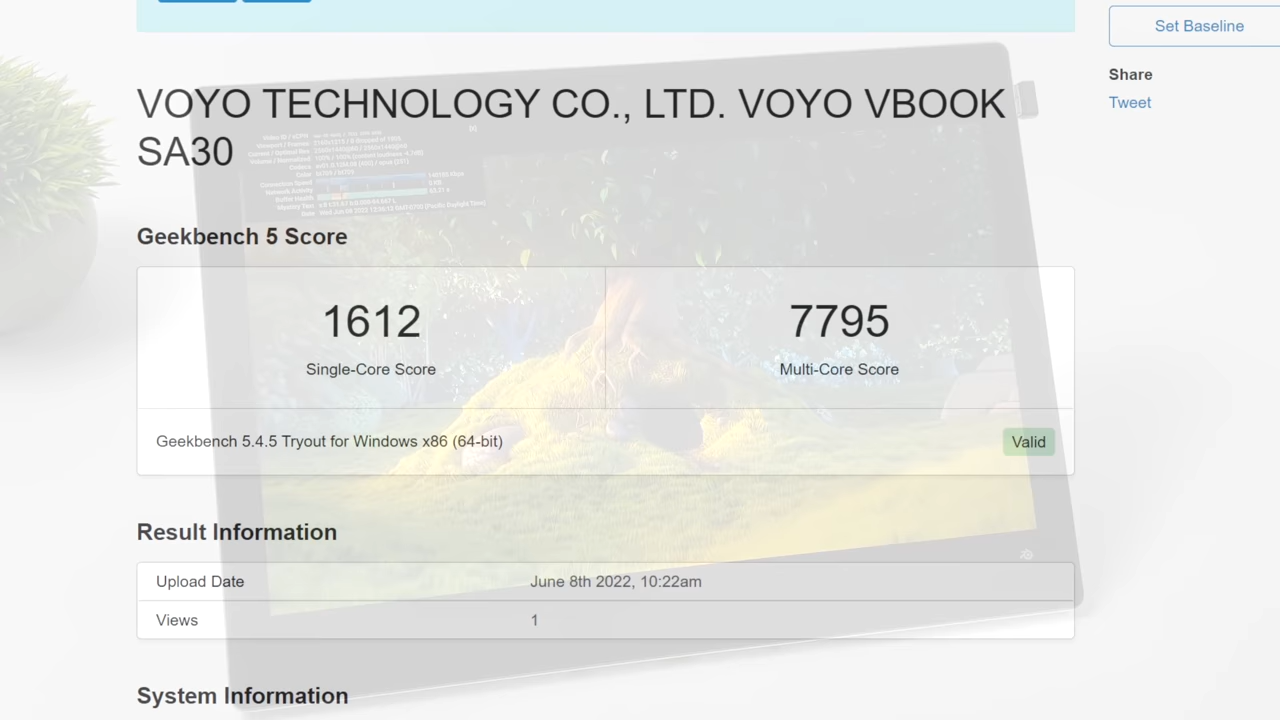 Set Baseline
Share
Tweet
VOYO TECHNOLOGY CO., LTD. VOYO VBOOK
SA30
Geekbench 5 Score
1612
7795
Single-Core Score
Multi-Core Score
Geekbench 5.4.5 Tryout for Windows x86 (64-bit)
Valid
Result Information
Upload Date
June 8th 2022, 10:22am
Views
1
System Information